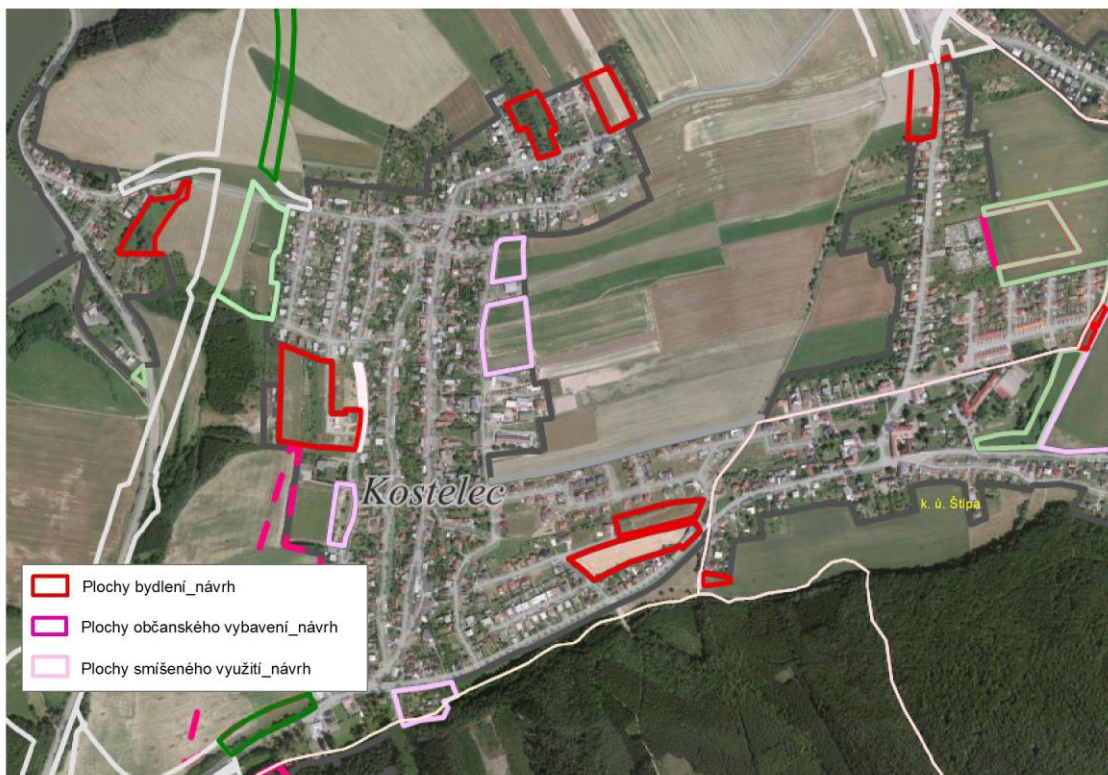 Kostelec
k. ú. Štípa
Plochy bydlení_návrh
Plochy občanského vybavení_návrh
Plochy smíšeného využití_návrh